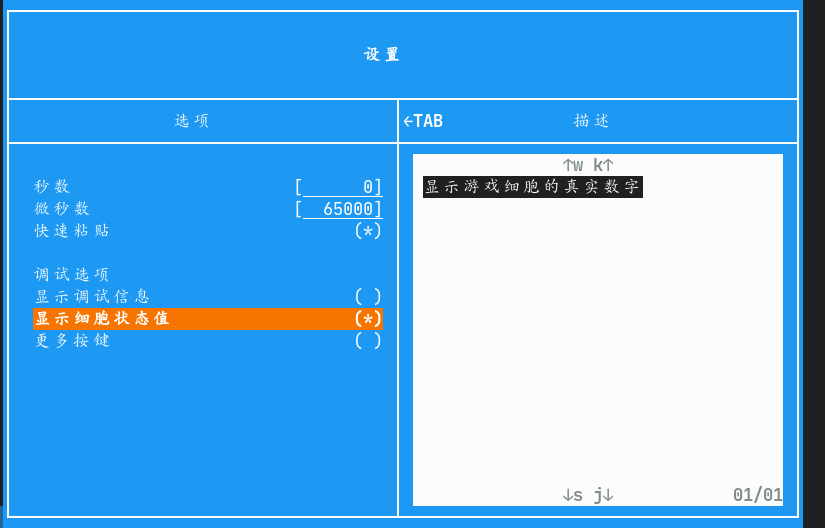 设置
选项
←TAB 描述
秒数 [ 0]
微秒数 [ 65000]
快速粘贴 (*)
调试选项
显示调试信息 ( )
显示细胞状态值 (*)
更多按键 ( )
↑w k↑
显示游戏细胞的真实数字
↓s j↓ 01/01